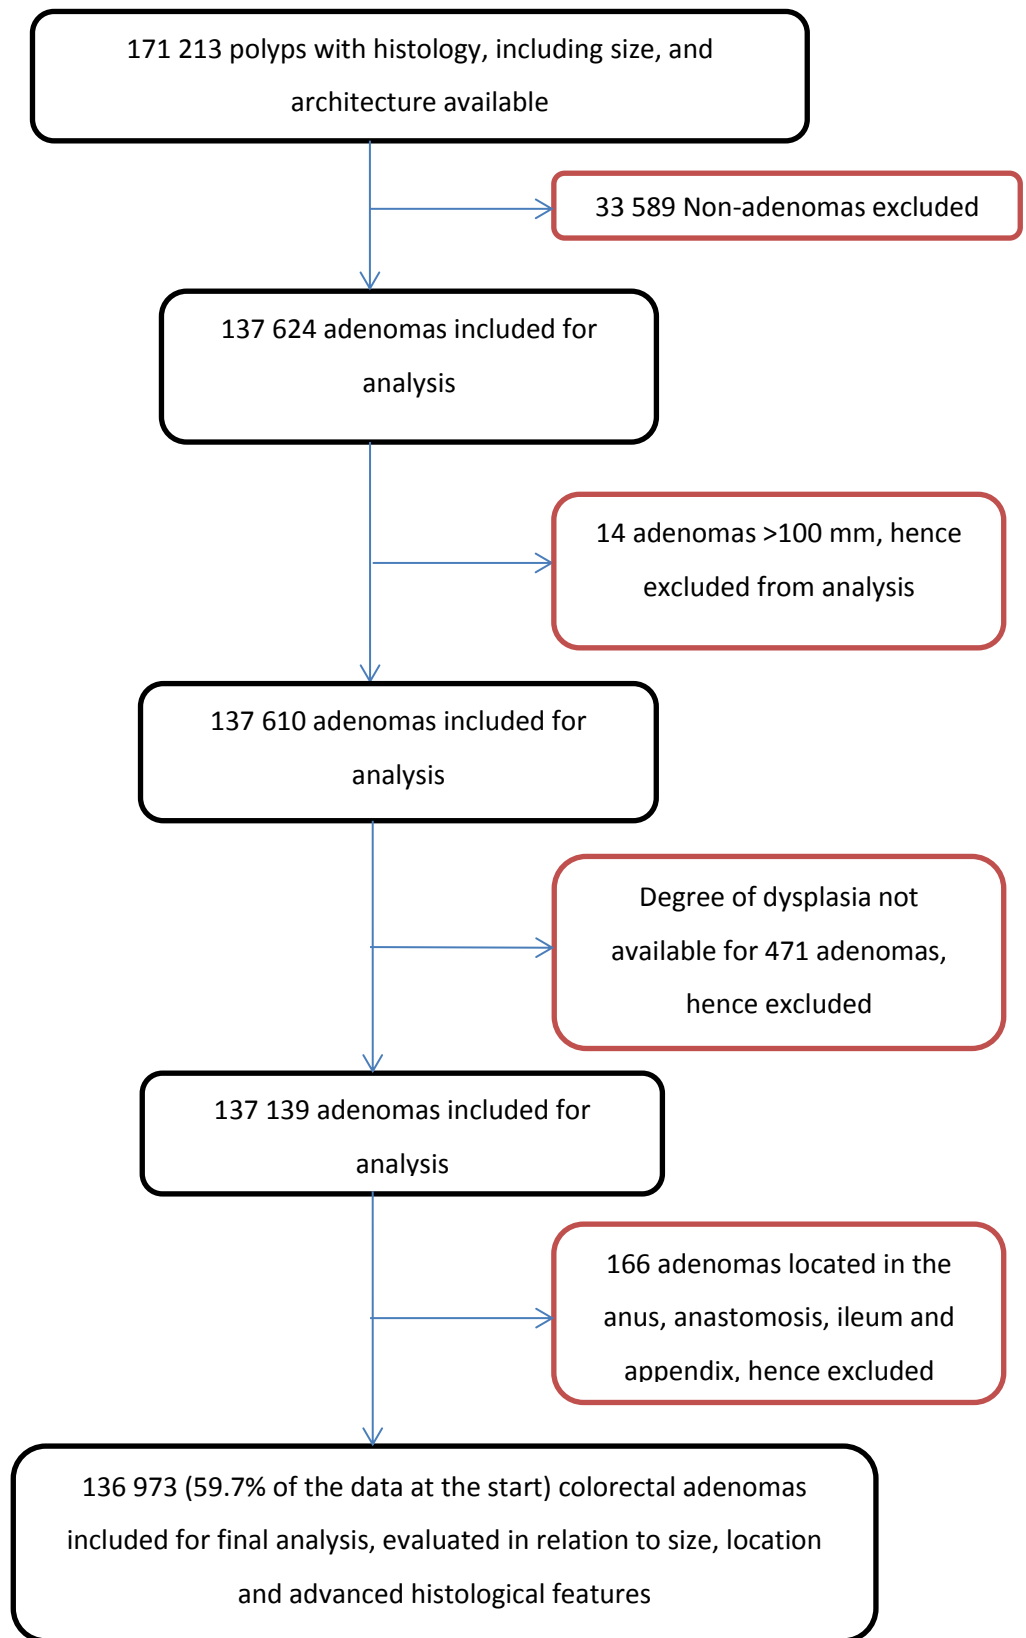 171 213 polyps with histology, including size, and
architecture available
33 589 Non-adenomas excluded
137 624 adenomas included for
analysis
14 adenomas >100 mm, hence
excluded from analysis
137 610 adenomas included for
analysis
Degree of dysplasia not
available for 471 adenomas,
hence excluded
137 139 adenomas included for
analysis
166 adenomas located in the
anus, anastomosis, ileum and
appendix, hence excluded
136 973 (59.7% of the data at the start) colorectal adenomas
included for final analysis, evaluated in relation to size, location
and advanced histological features